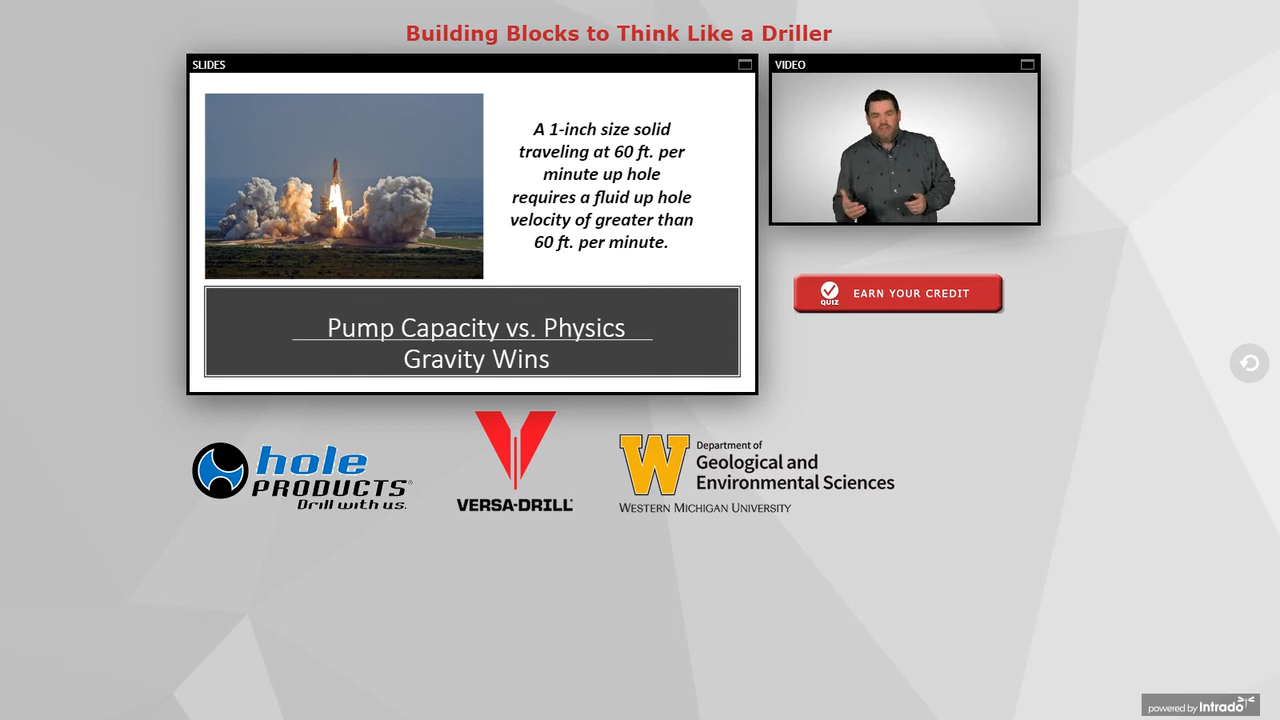 Building Blocks to Think Like a Driller
SLIDES
VIDEO
A 1-inch size solid
traveling at 60 ft. per
minute up hole
requires a fluid up hole
velocity of greater than
60 ft. per minute.
QUIZ
EARN YOUR CREDIT
Pump Capacity vs. Physics
Gravity Wins
hole
PRODUCTS®
Drill with us.
VERSA-DRILL®
W
Department of
Geological and
Environmental Sciences
WESTERN MICHIGAN UNIVERSITY
powered by intrado